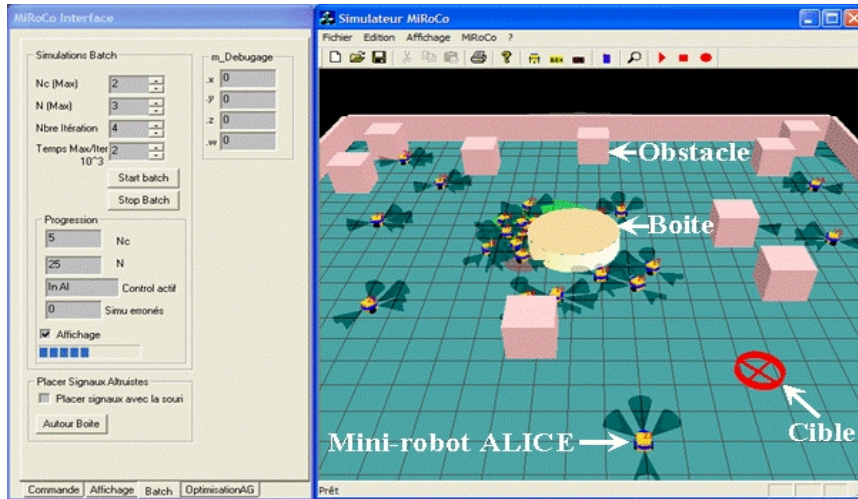 MiRoCo Interface
Simulations Batch
Nc (Max)
2
N (Max)
3
Nbre Itération
4
Temps Max/Iter
10^3
2
Start batch
Stop Batch
m_Debugage
.x 0
.y 0
.z 0
.w 0
Progression
5
Nc
25
N
In Al
Control actif
0
Simu erronés
Affichage
Placer Signaux Altruistes
Placer signaux avec la souri
Autour Boite
Commande
Affichage
Batch
OptimisationAG
Simulateur MiRoCo
Fichier Edition Affichage MiRoCo ?
Obstacle
Boite
Cible
Mini-robot ALICE
Prêt